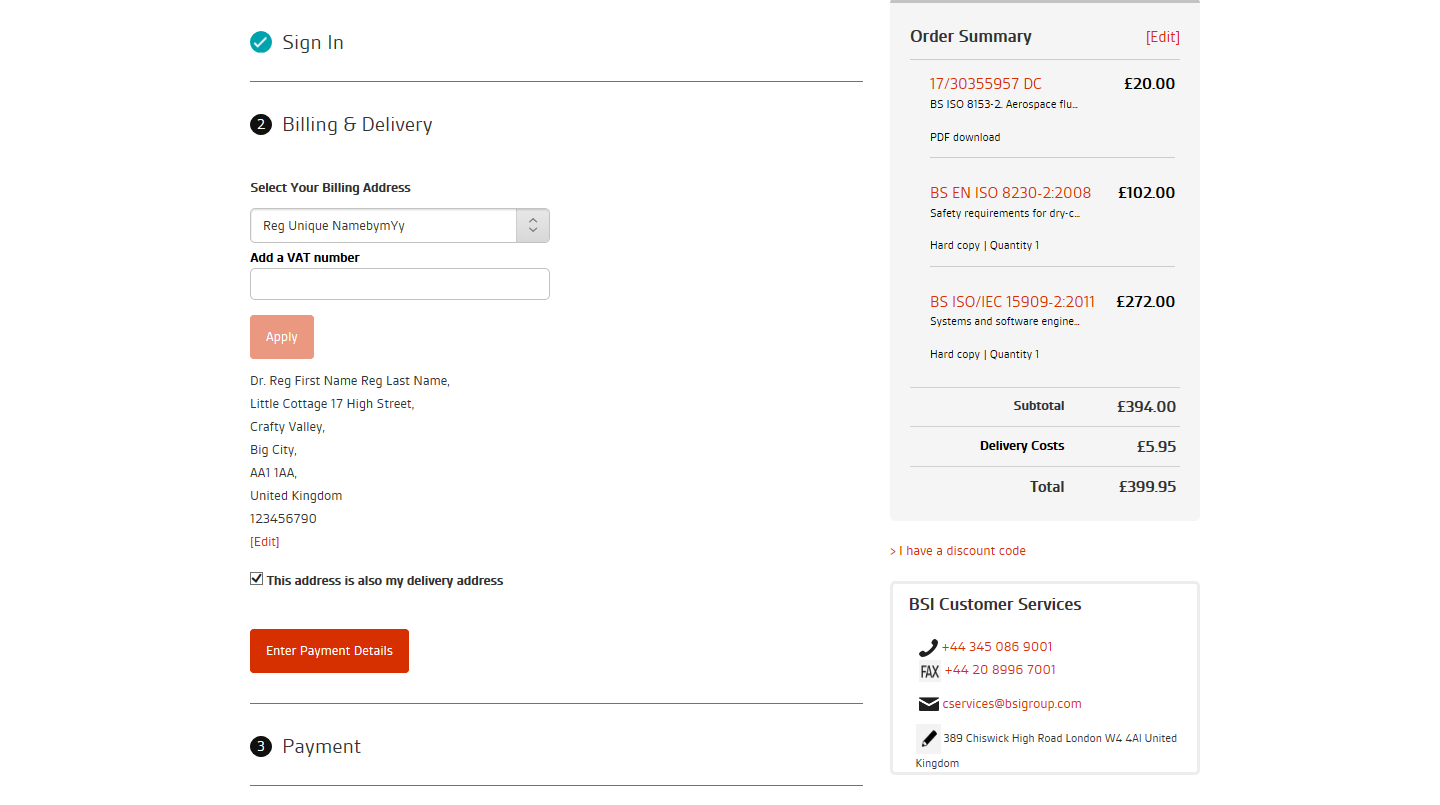 Sign In
2 Billing & Delivery
Select Your Billing Address
Reg Unique NamebymYy
Add a VAT number
Apply
Dr. Reg First Name Reg Last Name,
Little Cottage 17 High Street,
Crafty Valley,
Big City,
AA1 1AA,
United Kingdom
123456790
[Edit]
This address is also my delivery address
Enter Payment Details
3 Payment
Order Summary [Edit]
17/30355957 DC £20.00
BS ISO 8153-2. Aerospace flu...
PDF download
BS EN ISO 8230-2:2008 £102.00
Safety requirements for dry-c...
Hard copy | Quantity 1
BS ISO/IEC 15909-2:2011 £272.00
Systems and software engine...
Hard copy | Quantity 1
Subtotal £394.00
Delivery Costs £5.95
Total £399.95
> I have a discount code
BSI Customer Services
+44 345 086 9001
FAX +44 20 8996 7001
cservices@bsigroup.com
389 Chiswick High Road London W4 4Al United
Kingdom